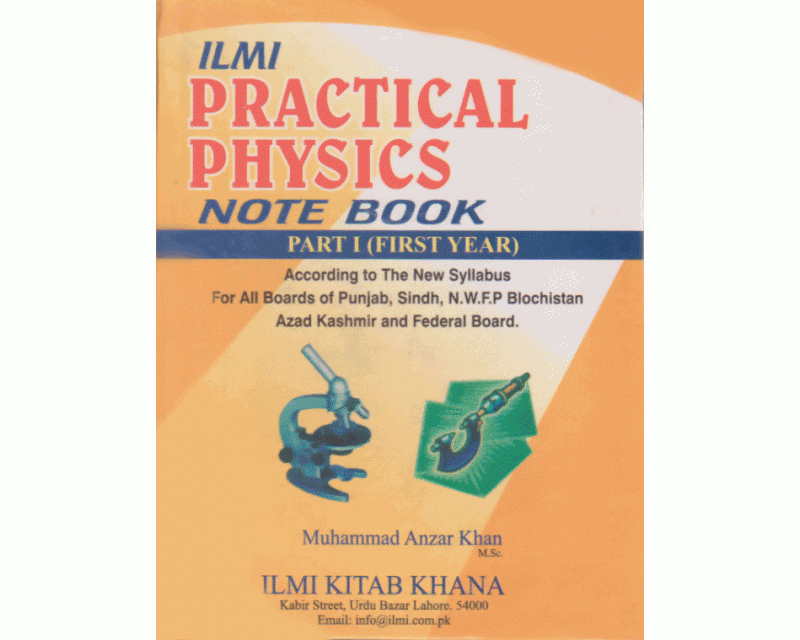 ILMI
PRACTICAL
PHYSICS
NOTE BOOK
PART I (FIRST YEAR)
According to The New Syllabus
For All Boards of Punjab, Sindh, N.W.F.P Blochistan
Azad Kashmir and Federal Board.
Muhammad Anzar Khan
M.Sc.
ILMI KITAB KHANA
Kabir Street, Urdu Bazar Lahore. 54000
Email: info@ilmi.com.pk